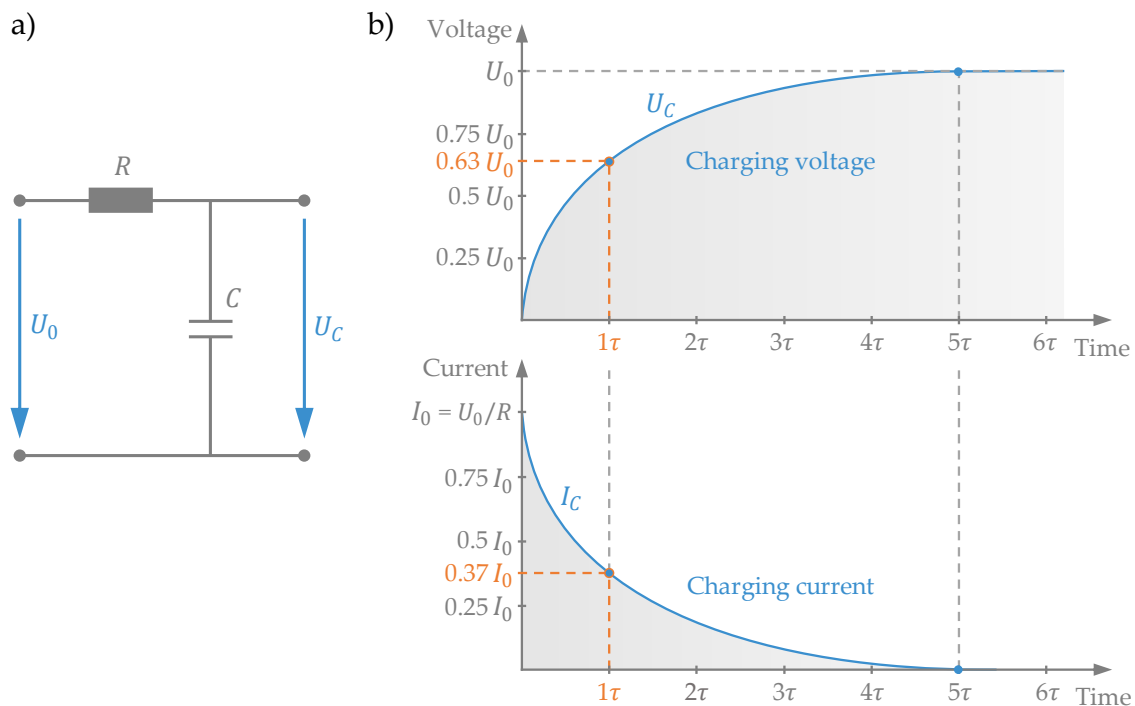 a)
R
C
U₀
U_C
b)
Voltage
U₀
U_C
0.75 U₀
0.63 U₀
Charging voltage
0.5 U₀
0.25 U₀
1τ 2τ 3τ 4τ 5τ 6τ Time
Current
I₀ = U₀/R
0.75 I₀
I_C
0.5 I₀
0.37 I₀
Charging current
0.25 I₀
1τ 2τ 3τ 4τ 5τ 6τ Time